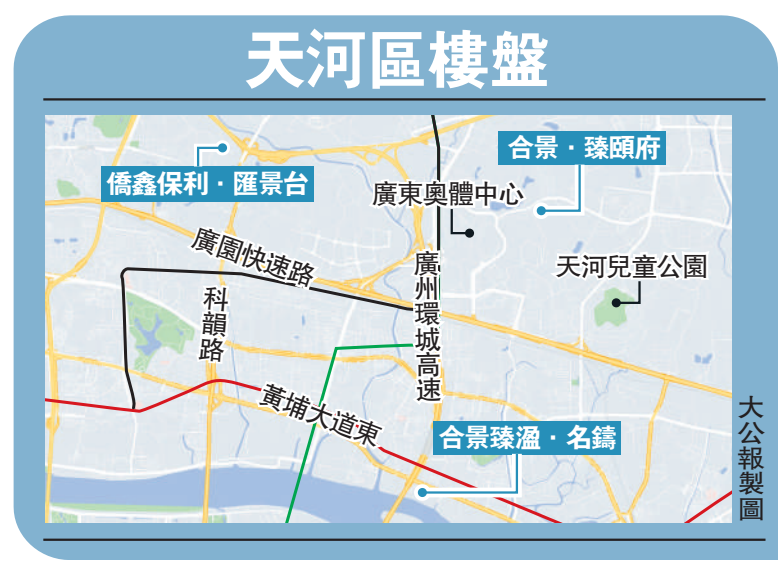 天河區樓盤
合景·臻頤府
僑鑫保利·匯景台
廣東奧體中心
廣園快速路
廣州環城高速
天河兒童公園
科韻路
黃埔大道東
合景臻溋·名鑄
大公報製圖